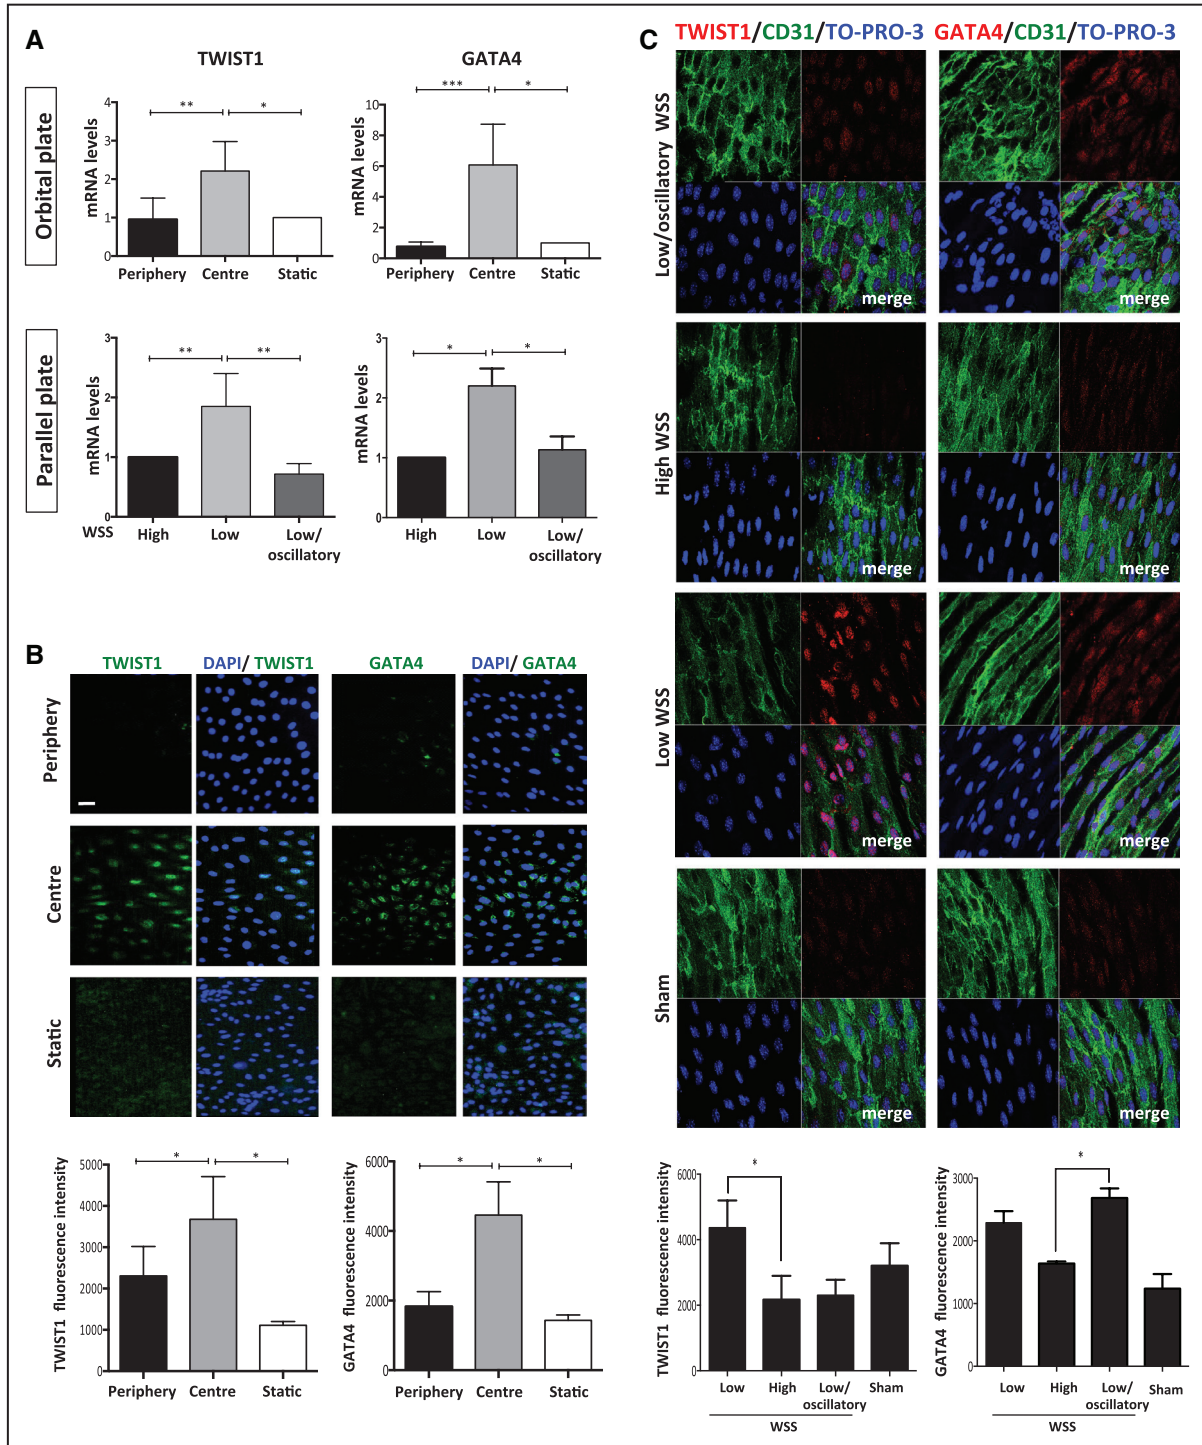 A
TWIST1
GATA4
Orbital plate
mRNA levels
4
3
2
1
0
**
*
Periphery Centre Static
mRNA levels
10
8
6
4
2
0
***
*
Periphery Centre Static
Parallel plate
mRNA levels
3
2
1
0
**
**
WSS High Low Low/
oscillatory
mRNA levels
3
2
1
0
*
*
High Low Low/
oscillatory
B
TWIST1 DAPI/ TWIST1 GATA4 DAPI/ GATA4
Periphery
Centre
Static
TWIST1 fluorescence intensity
5000
4000
3000
2000
1000
0
*
*
Periphery Centre Static
GATA4 fluorescence intensity
6000
4000
2000
0
*
*
Periphery Centre Static
C
TWIST1/CD31/TO-PRO-3 GATA4/CD31/TO-PRO-3
Low/oscillatory WSS
merge
merge
High WSS
merge
merge
Low WSS
merge
merge
Sham
merge
merge
TWIST1 fluorescence intensity
6000
4000
2000
0
*
Low High Low/ Sham
oscillatory
WSS
GATA4 fluorescence intensity
3000
2000
1000
0
*
Low High Low/ Sham
oscillatory
WSS